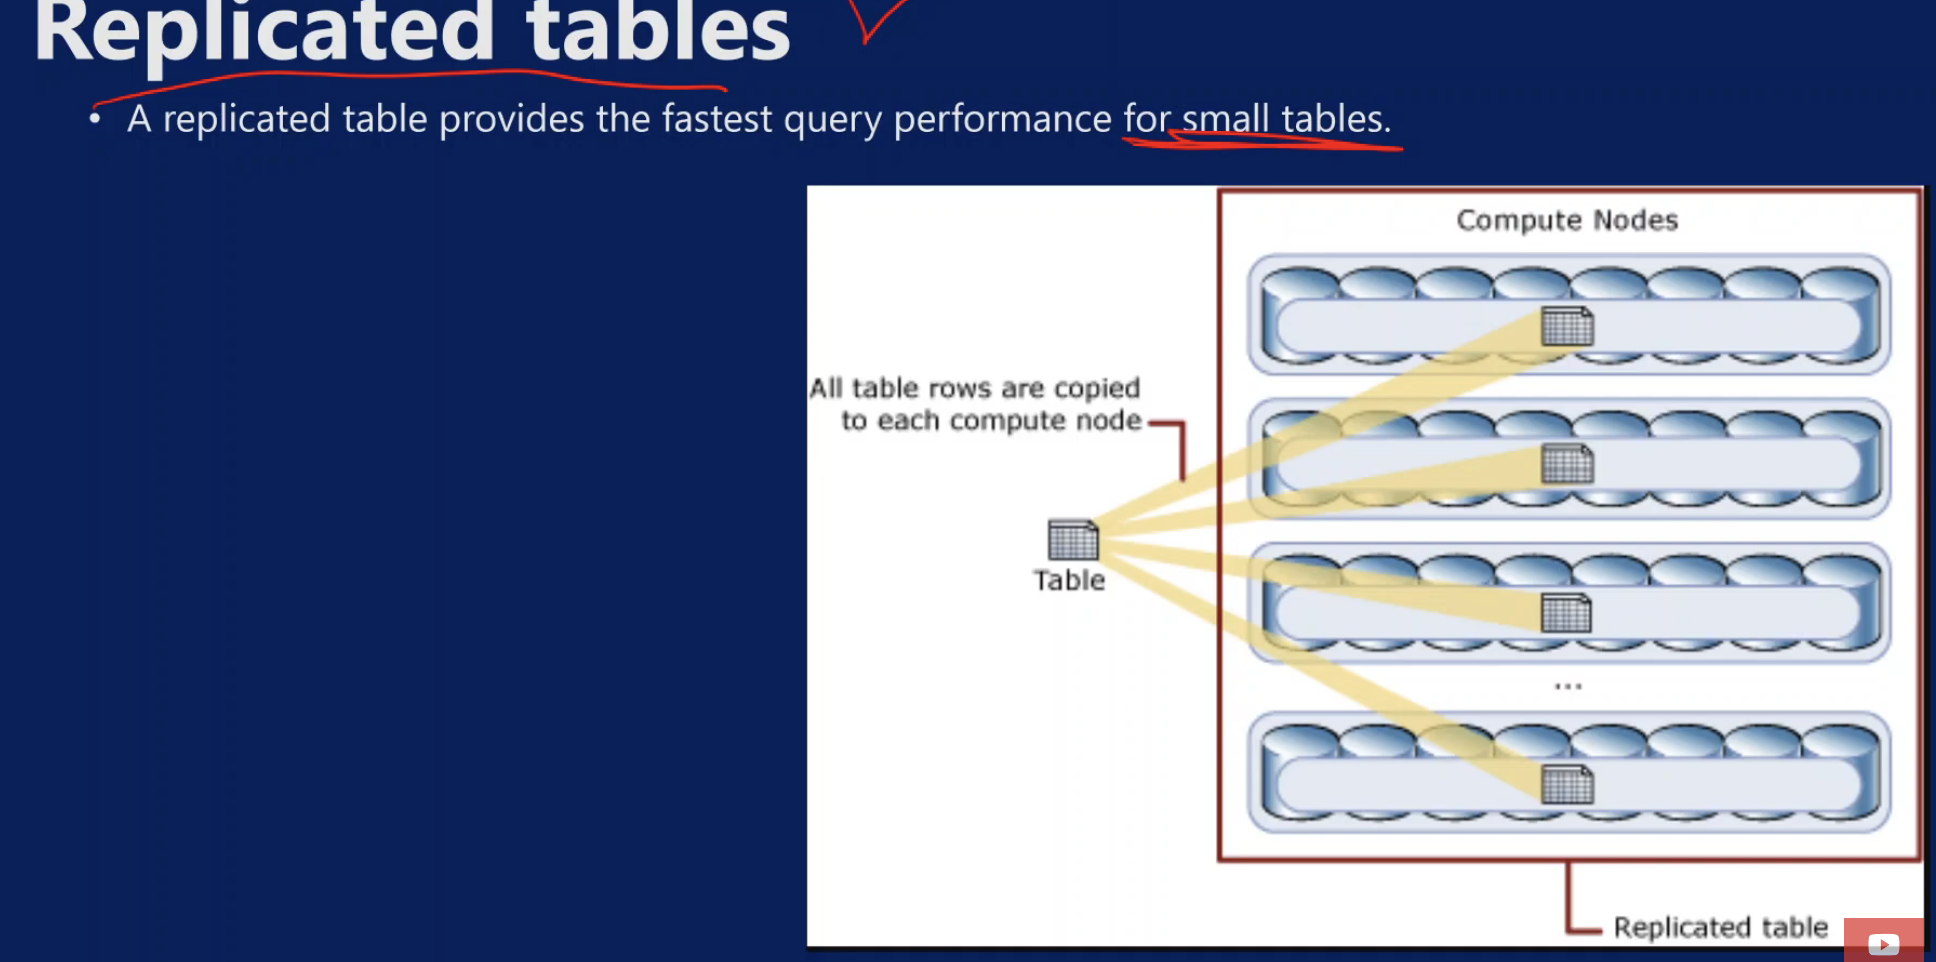 Replicated tables
• A replicated table provides the fastest query performance for small tables.
Compute Nodes
All table rows are copied
to each compute node
Table
...
Replicated table